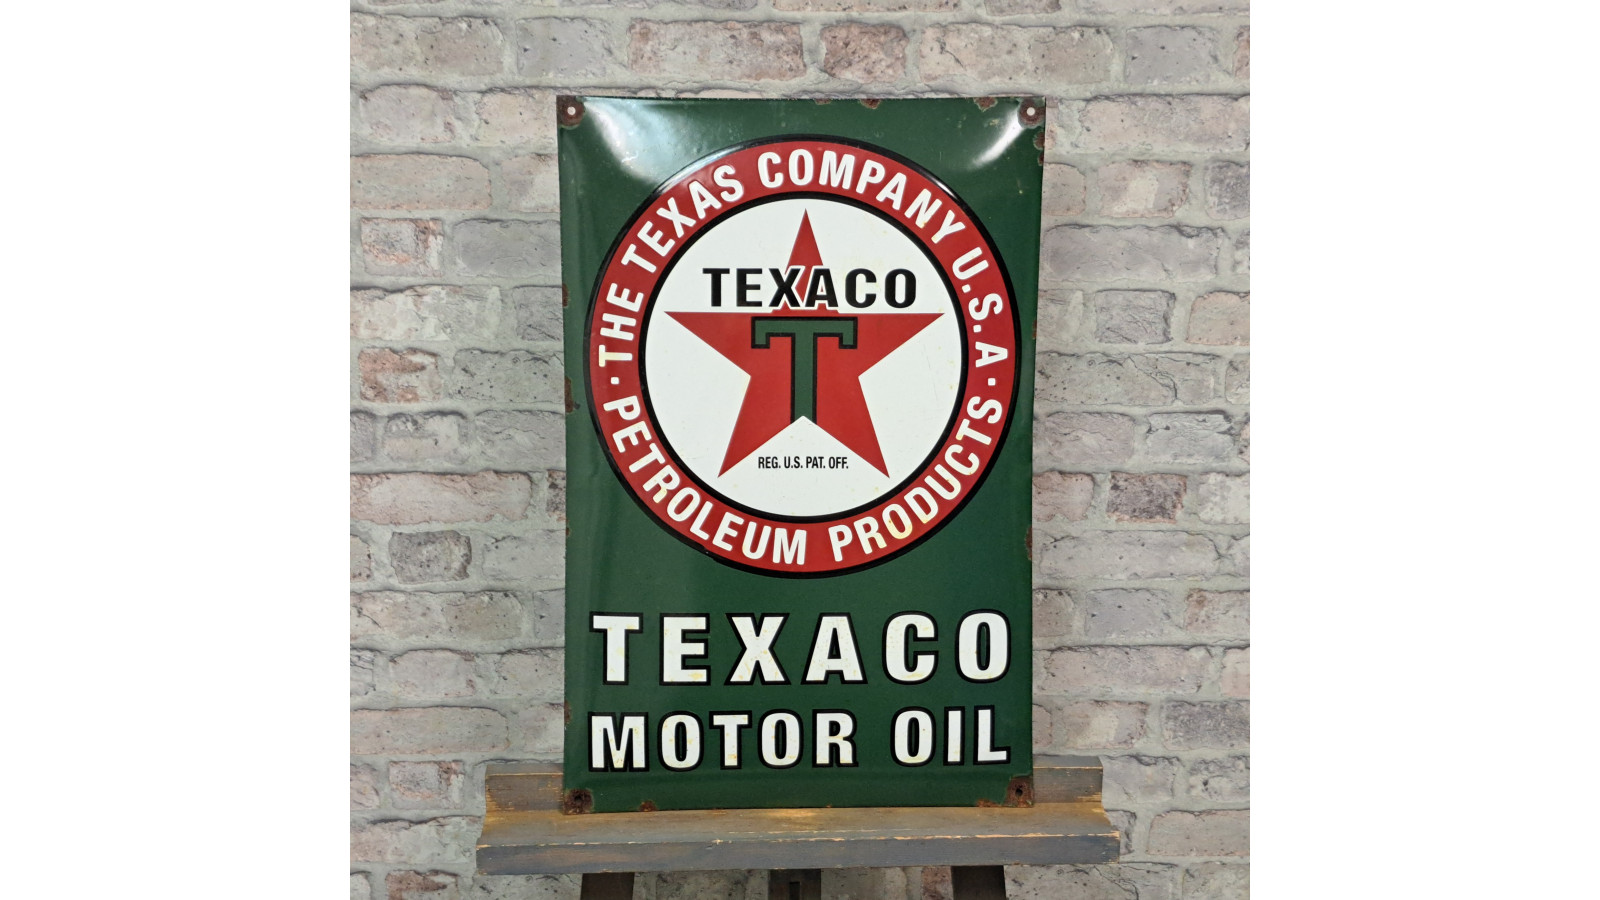 THE TEXAS COMPANY U.S.A.
TEXACO
T
REG. U.S. PAT. OFF.
· PETROLEUM PRODUCTS ·
TEXACO
MOTOR OIL